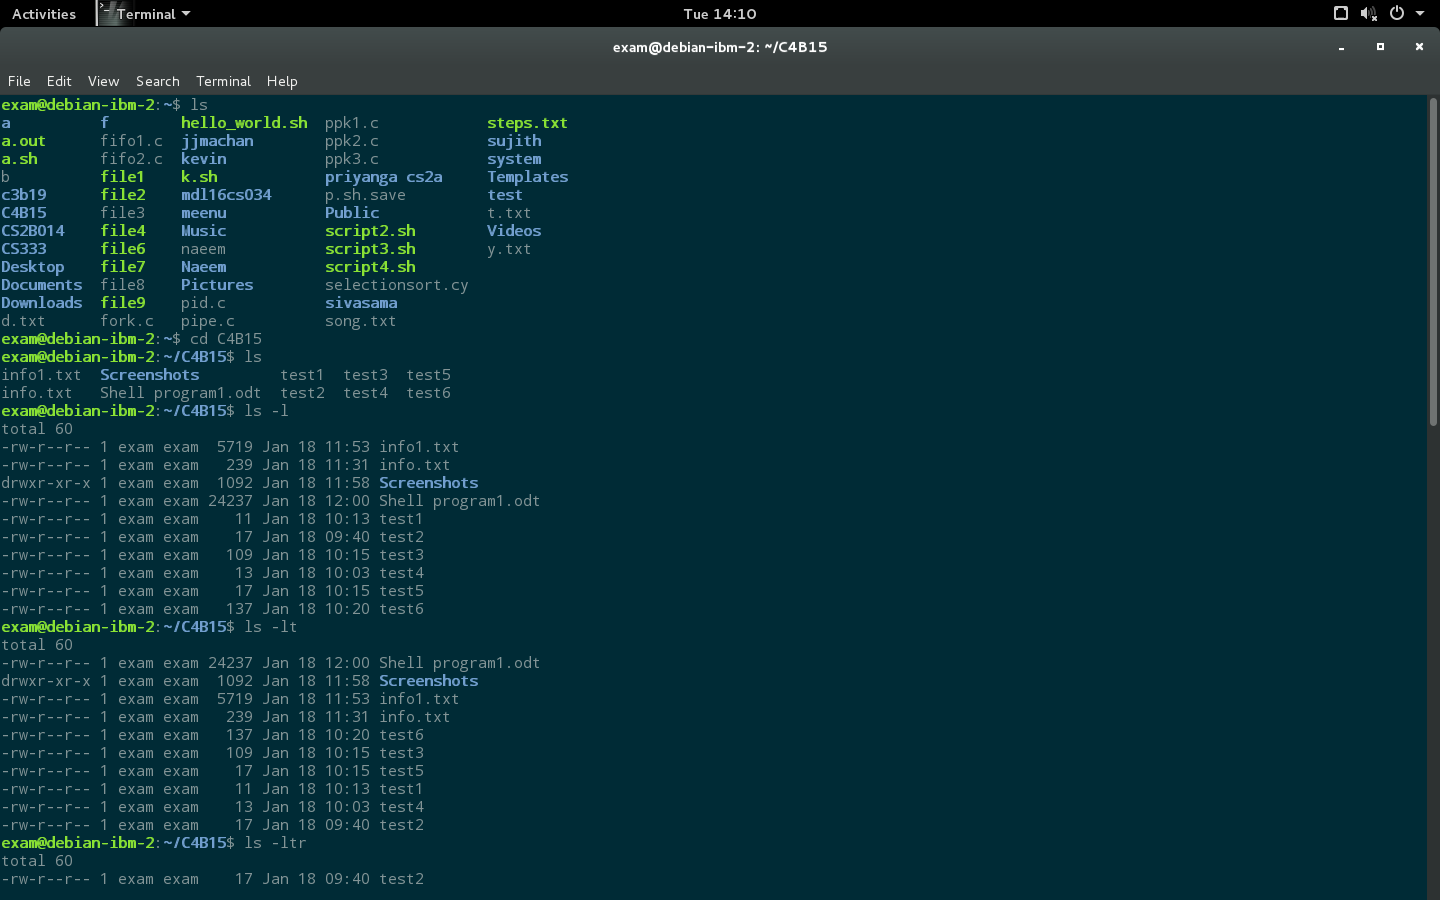 Activities Terminal Tue 14:10
exam@debian-ibm-2: ~/C4B15
File Edit View Search Terminal Help
exam@debian-ibm-2:~$ ls
a f hello_world.sh ppk1.c steps.txt
a.out fifo1.c jjmachan ppk2.c sujith
a.sh fifo2.c kevin ppk3.c system
b file1 k.sh priyanga cs2a Templates
c3b19 file2 mdl16cs034 p.sh.save test
C4B15 file3 meenu Public t.txt
CS2B014 file4 Music script2.sh Videos
CS333 file6 naeem script3.sh y.txt
Desktop file7 Naeem script4.sh
Documents file8 Pictures selectionsort.cy
Downloads file9 pid.c sivasama
d.txt fork.c pipe.c song.txt
exam@debian-ibm-2:~$ cd C4B15
exam@debian-ibm-2:~/C4B15$ ls
info1.txt Screenshots test1 test3 test5
info.txt Shell program1.odt test2 test4 test6
exam@debian-ibm-2:~/C4B15$ ls -l
total 60
-rw-r--r-- 1 exam exam 5719 Jan 18 11:53 info1.txt
-rw-r--r-- 1 exam exam 239 Jan 18 11:31 info.txt
drwxr-xr-x 1 exam exam 1092 Jan 18 11:58 Screenshots
-rw-r--r-- 1 exam exam 24237 Jan 18 12:00 Shell program1.odt
-rw-r--r-- 1 exam exam 11 Jan 18 10:13 test1
-rw-r--r-- 1 exam exam 17 Jan 18 09:40 test2
-rw-r--r-- 1 exam exam 109 Jan 18 10:15 test3
-rw-r--r-- 1 exam exam 13 Jan 18 10:03 test4
-rw-r--r-- 1 exam exam 17 Jan 18 10:15 test5
-rw-r--r-- 1 exam exam 137 Jan 18 10:20 test6
exam@debian-ibm-2:~/C4B15$ ls -lt
total 60
-rw-r--r-- 1 exam exam 24237 Jan 18 12:00 Shell program1.odt
drwxr-xr-x 1 exam exam 1092 Jan 18 11:58 Screenshots
-rw-r--r-- 1 exam exam 5719 Jan 18 11:53 info1.txt
-rw-r--r-- 1 exam exam 239 Jan 18 11:31 info.txt
-rw-r--r-- 1 exam exam 137 Jan 18 10:20 test6
-rw-r--r-- 1 exam exam 109 Jan 18 10:15 test3
-rw-r--r-- 1 exam exam 17 Jan 18 10:15 test5
-rw-r--r-- 1 exam exam 11 Jan 18 10:13 test1
-rw-r--r-- 1 exam exam 13 Jan 18 10:03 test4
-rw-r--r-- 1 exam exam 17 Jan 18 09:40 test2
exam@debian-ibm-2:~/C4B15$ ls -ltr
total 60
-rw-r--r-- 1 exam exam 17 Jan 18 09:40 test2